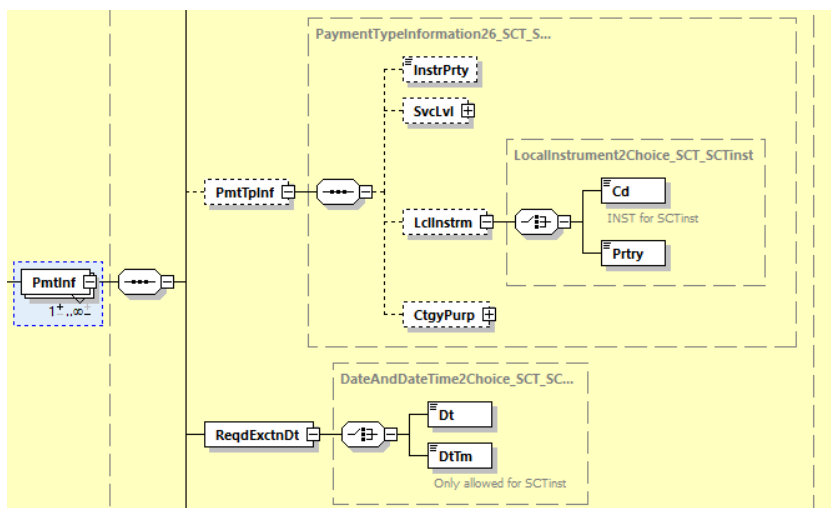 PaymentTypeInformation26_SCT_S...
InstrPrty
SvcLvl
LocalInstrument2Choice_SCT_SCTinst
PmtTpInf
LclInstrm
Cd
INST for SCTinst
Prtry
PmtInf
1..∞
CtgyPurp
DateAndDateTime2Choice_SCT_SC...
ReqdExctnDt
Dt
DtTm
Only allowed for SCTinst